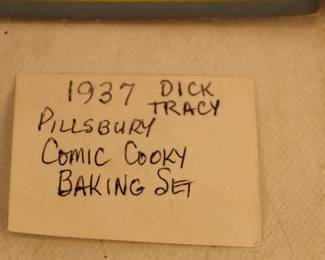 1937 DICK
TRACY
PILLSBURY
COMIC COOKY
BAKING SET